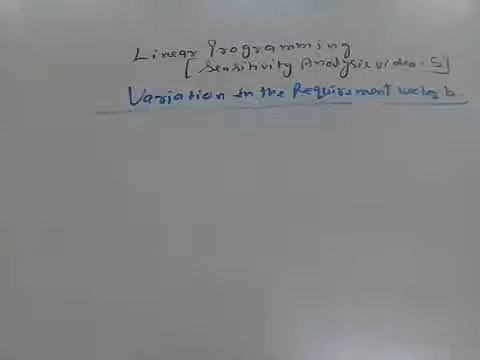 Linear Programming
[Sensitivity Analysis video-5]
Variation in the Requirement vector b